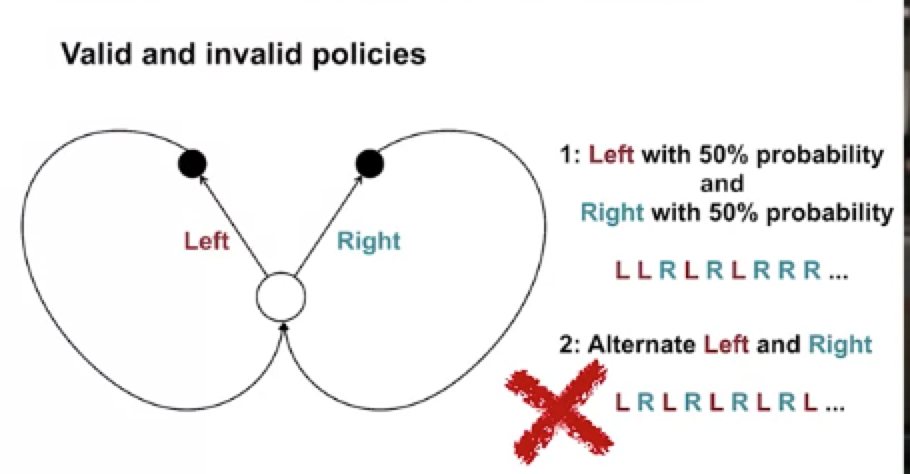 Valid and invalid policies
Left
Right
1: Left with 50% probability
and
Right with 50% probability
L L R L R L R R R ...
2: Alternate Left and Right
L R L R L R L R L ...